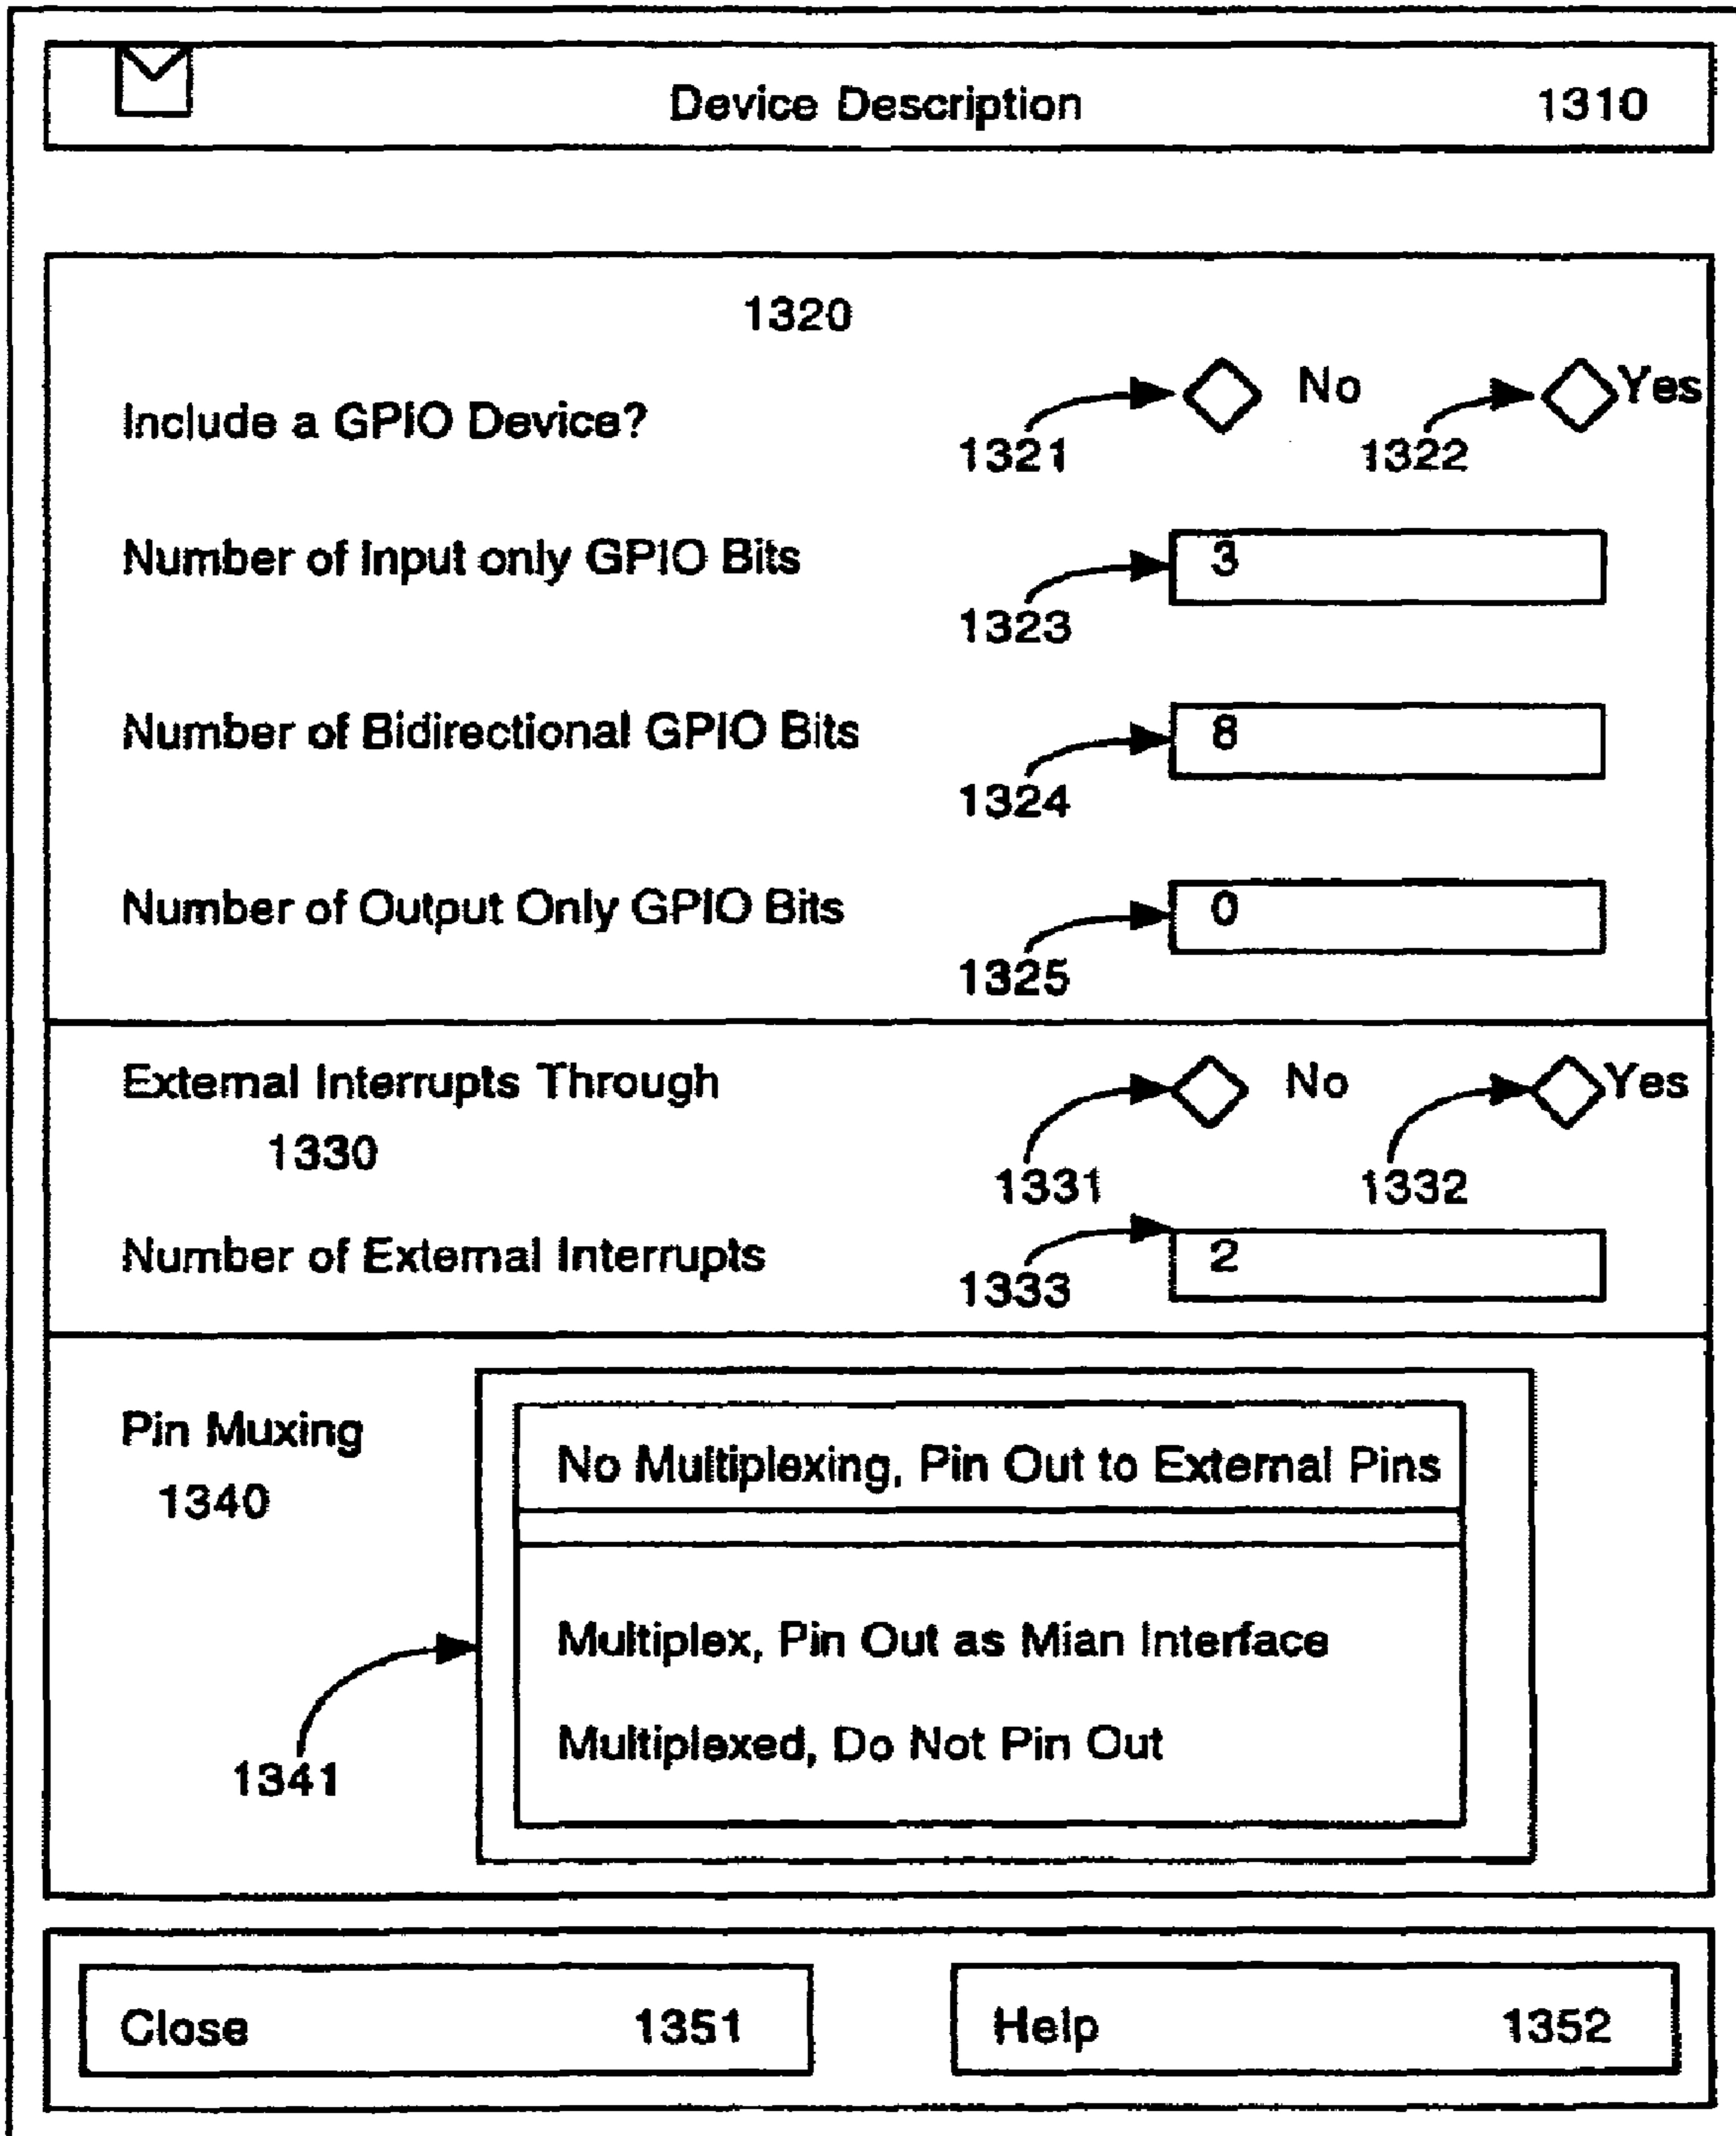 Device Description 1310
1320
Include a GPIO Device? No Yes
1321 1322
Number of Input only GPIO Bits 3
1323
Number of Bidirectional GPIO Bits 8
1324
Number of Output Only GPIO Bits 0
1325
External Interrupts Through No Yes
1330 1331 1332
Number of External Interrupts 2
1333
Pin Muxing
1340
No Multiplexing, Pin Out to External Pins
Multiplex, Pin Out as Mian Interface
Multiplexed, Do Not Pin Out
1341
Close 1351 Help 1352